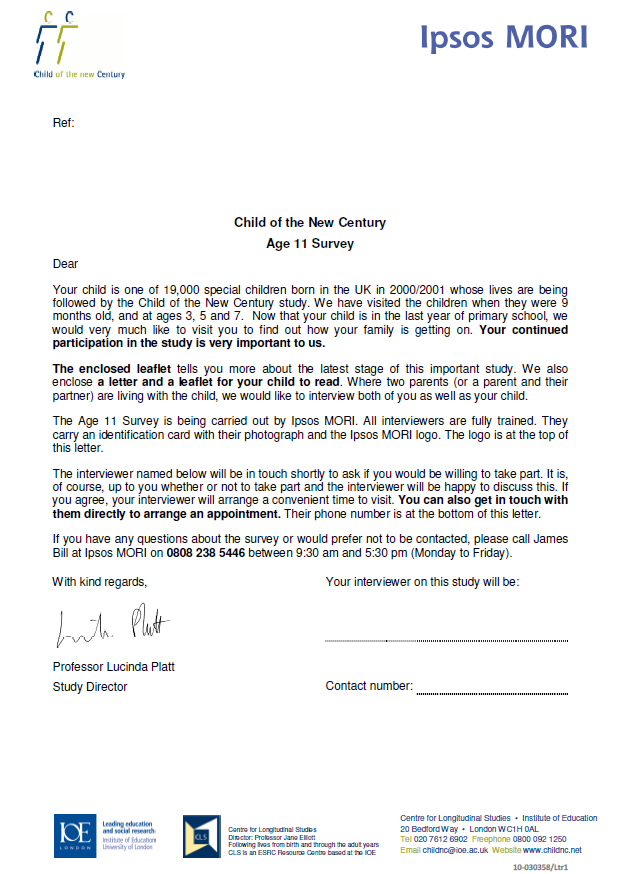 C C
Child of the new Century
Ipsos MORI
Ref:
Child of the New Century
Age 11 Survey
Dear
Your child is one of 19,000 special children born in the UK in 2000/2001 whose lives are being
followed by the Child of the New Century study. We have visited the children when they were 9
months old, and at ages 3, 5 and 7. Now that your child is in the last year of primary school, we
would very much like to visit you to find out how your family is getting on. Your continued
participation in the study is very important to us.
The enclosed leaflet tells you more about the latest stage of this important study. We also
enclose a letter and a leaflet for your child to read. Where two parents (or a parent and their
partner) are living with the child, we would like to interview both of you as well as your child.
The Age 11 Survey is being carried out by Ipsos MORI. All interviewers are fully trained. They
carry an identification card with their photograph and the Ipsos MORI logo. The logo is at the top of
this letter.
The interviewer named below will be in touch shortly to ask if you would be willing to take part. It is,
of course, up to you whether or not to take part and the interviewer will be happy to discuss this. If
you agree, your interviewer will arrange a convenient time to visit. You can also get in touch with
them directly to arrange an appointment. Their phone number is at the bottom of this letter.
If you have any questions about the survey or would prefer not to be contacted, please call James
Bill at Ipsos MORI on 0808 238 5446 between 9:30 am and 5:30 pm (Monday to Friday).
With kind regards,
Your interviewer on this study will be:
Lucinda Platt
Professor Lucinda Platt
Study Director
Contact number:
IOE
LONDON
Leading education
and social research
Institute of Education
University of London
CLS
Centre for Longitudinal Studies
Director: Professor Jane Elliott
Following lives from birth and through the adult years
CLS is an ESRC Resource Centre based at the IOE
Centre for Longitudinal Studies • Institute of Education
20 Bedford Way • London WC1H 0AL
Tel 020 7612 6902 Freephone 0800 092 1250
Email childnc@ioe.ac.uk Website www.childnc.net
10-030358/Ltr1